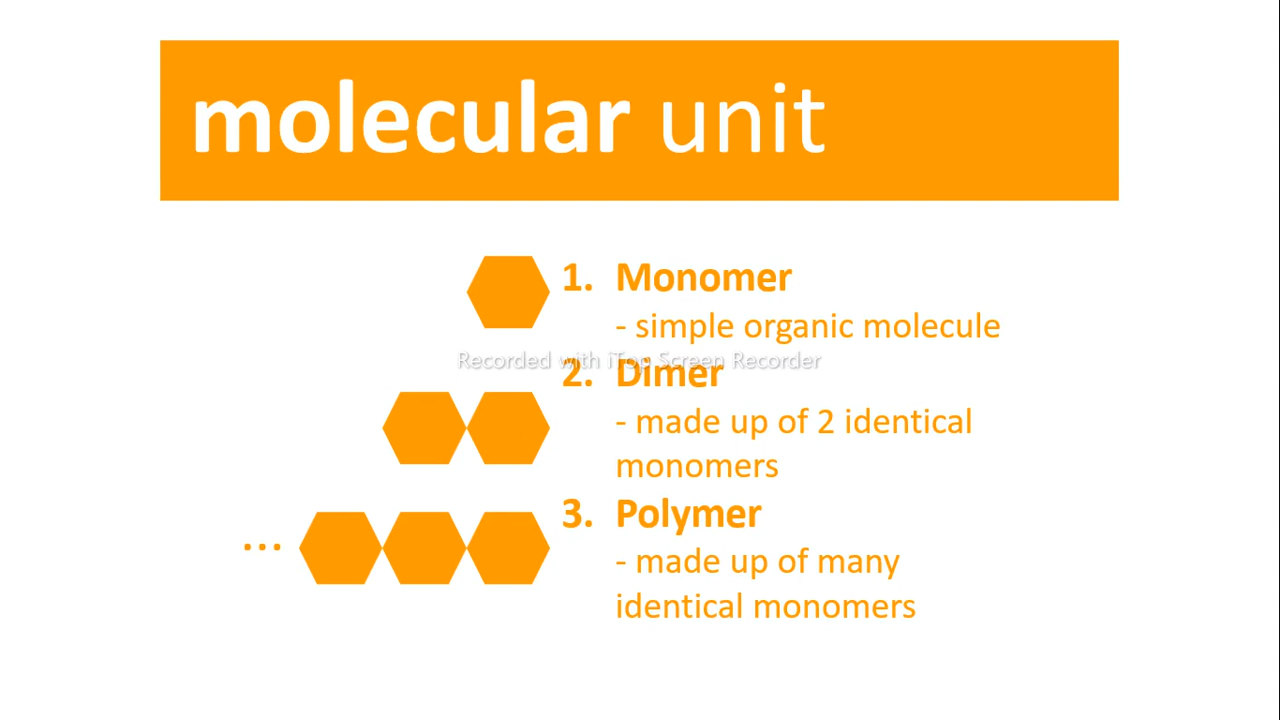 molecular unit
1. Monomer
- simple organic molecule
Recorded with iTop Screen Recorder
2. Dimer
- made up of 2 identical
monomers
3. Polymer
...
- made up of many
identical monomers